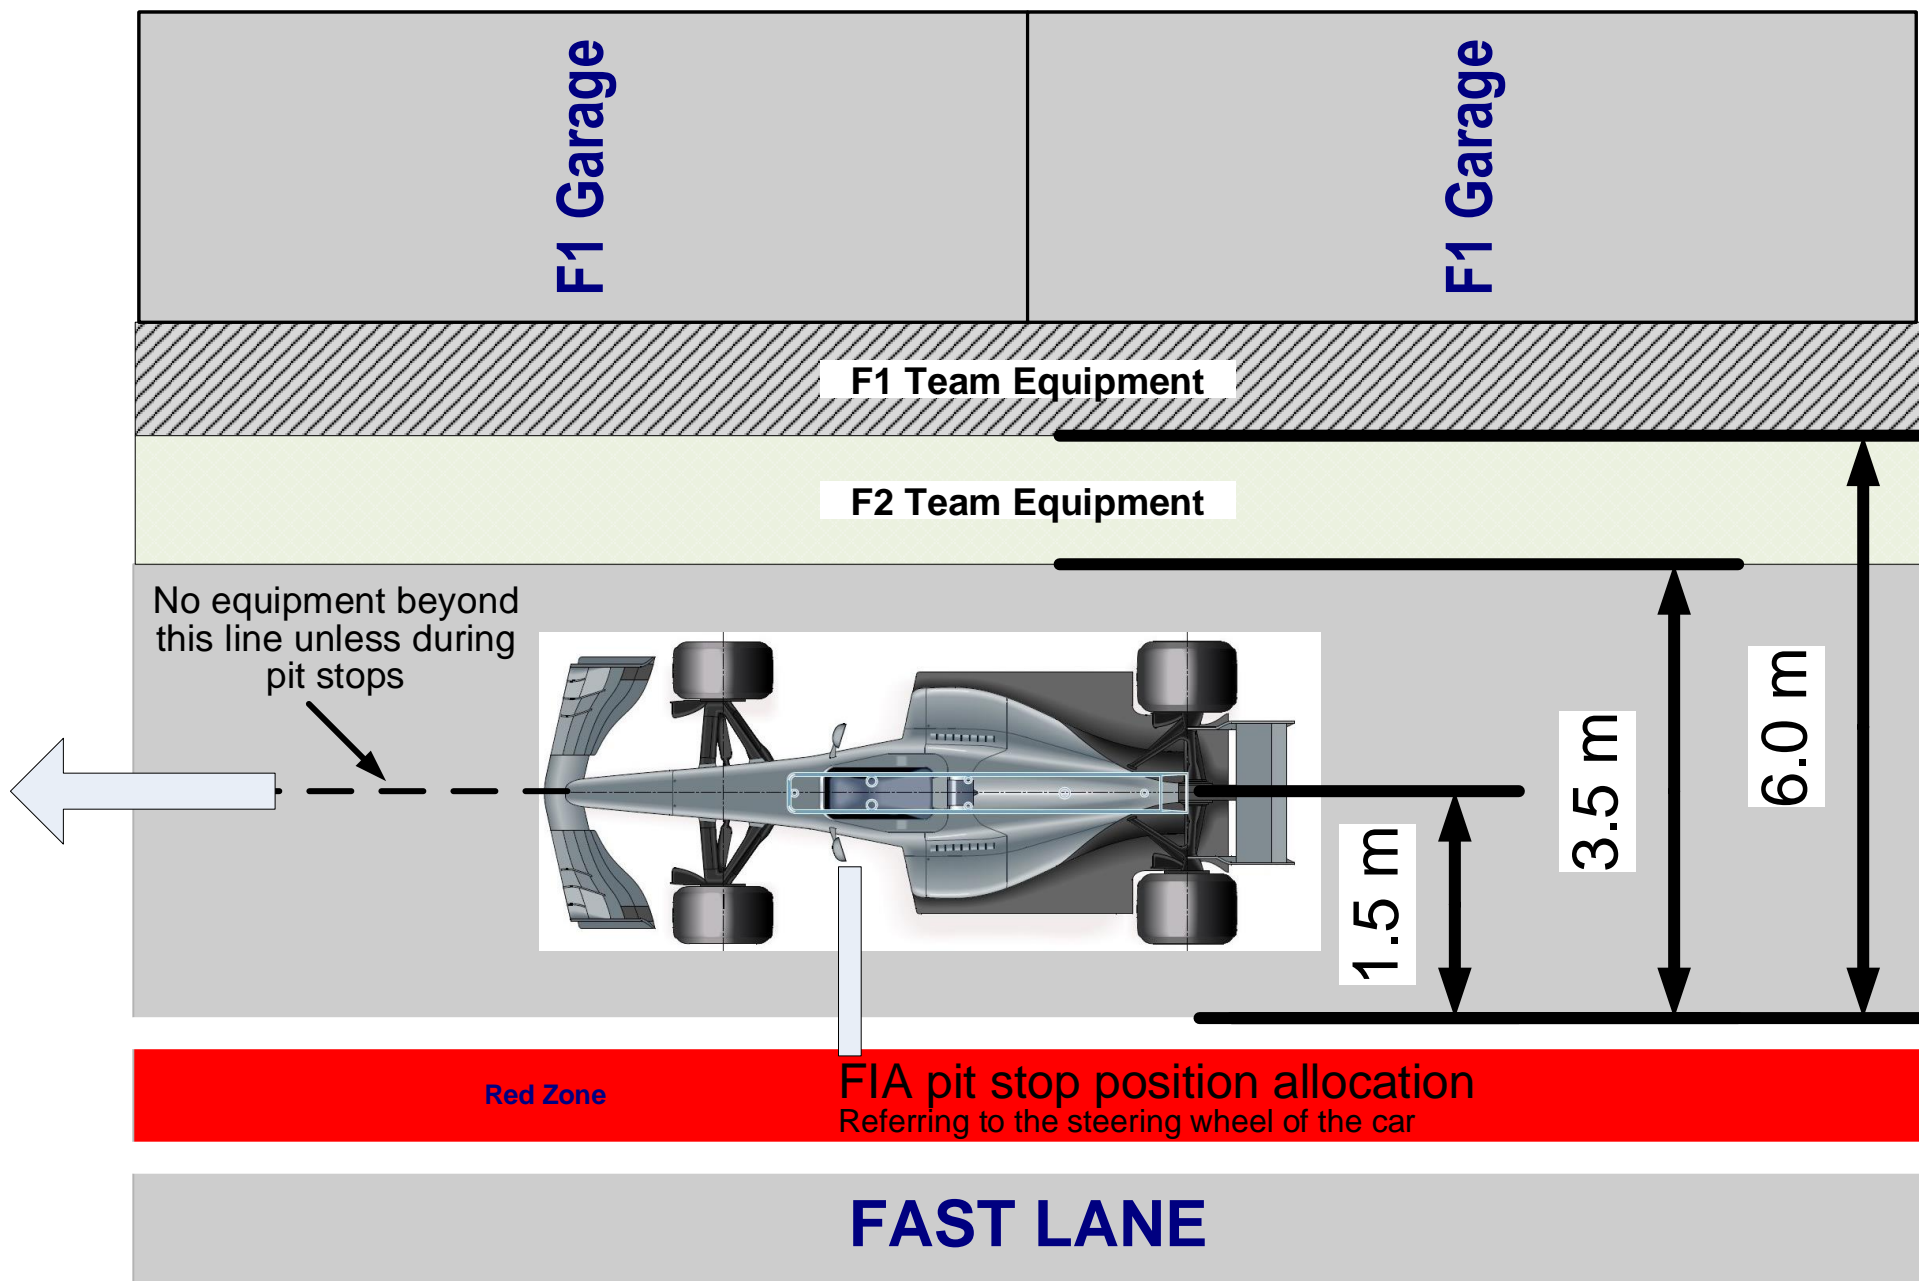 F1 Garage
F1 Garage
F1 Team Equipment
F2 Team Equipment
No equipment beyond
this line unless during
pit stops
1.5 m
3.5 m
6.0 m
FIA pit stop position allocation
Referring to the steering wheel of the car
Red Zone
FAST LANE